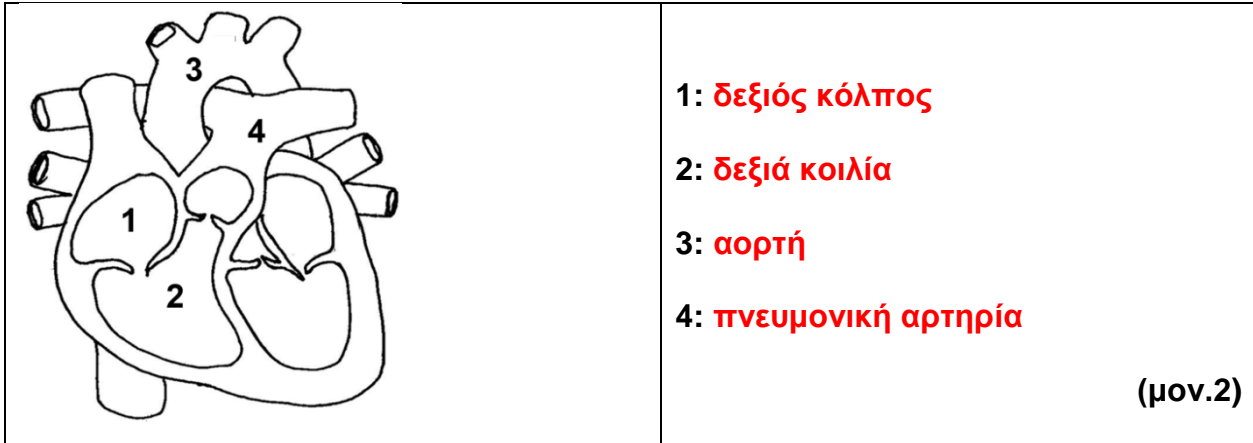 3
4
1
2
1: δεξιός κόλπος
2: δεξιά κοιλία
3: αορτή
4: πνευμονική αρτηρία
(μον.2)